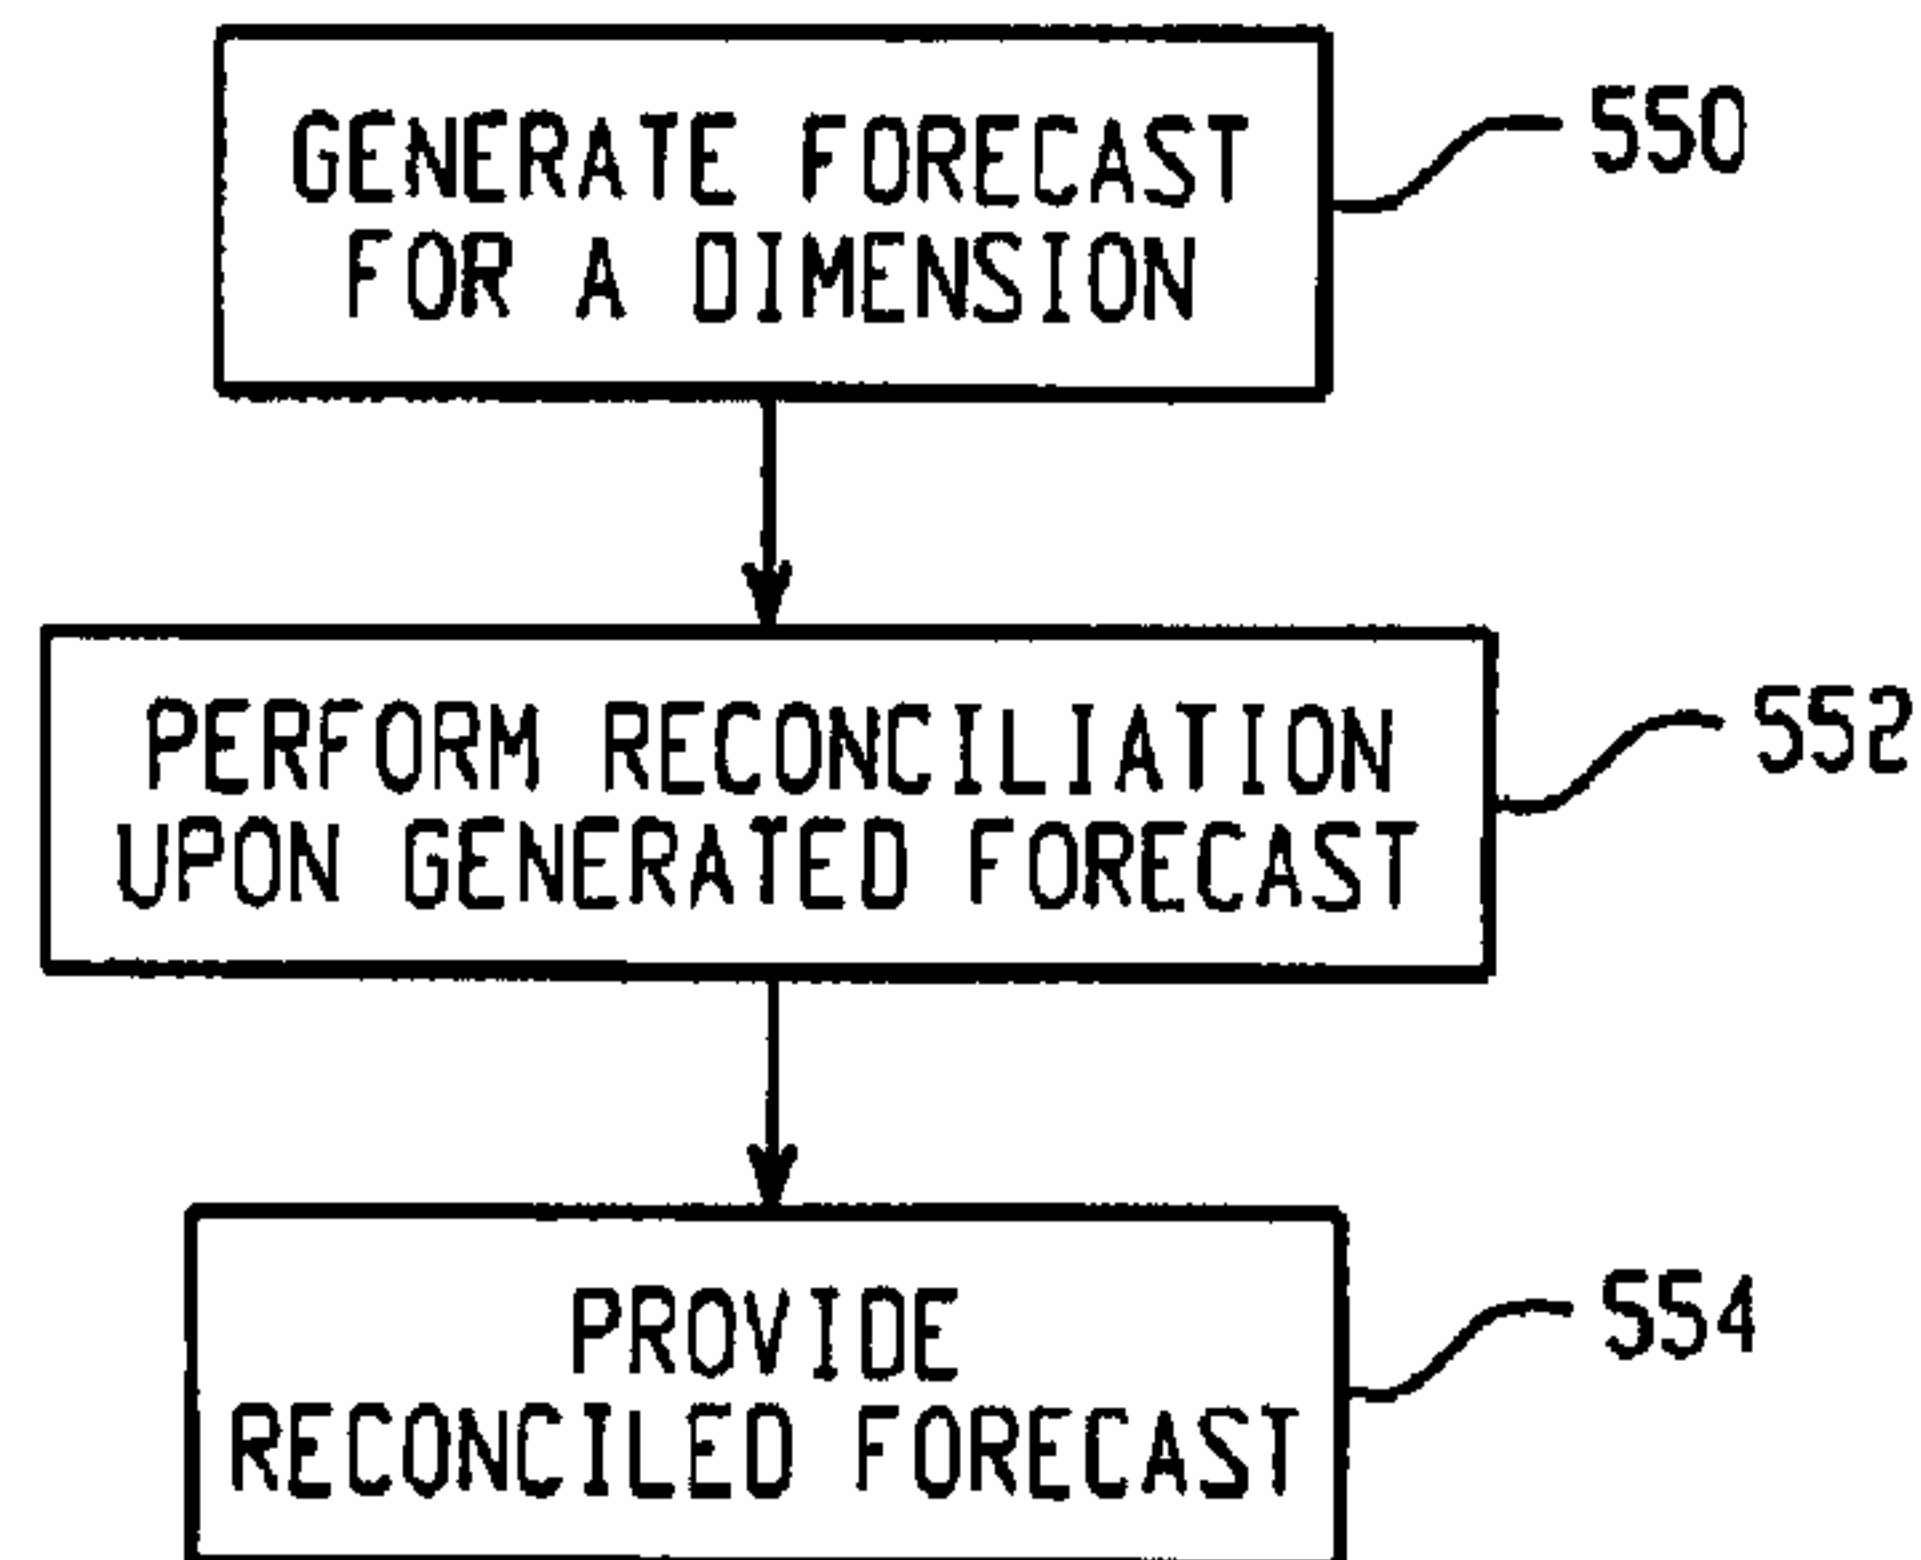 GENERATE FORECAST
FOR A DIMENSION
550
PERFORM RECONCILIATION
UPON GENERATED FORECAST
552
PROVIDE
RECONCILED FORECAST
554